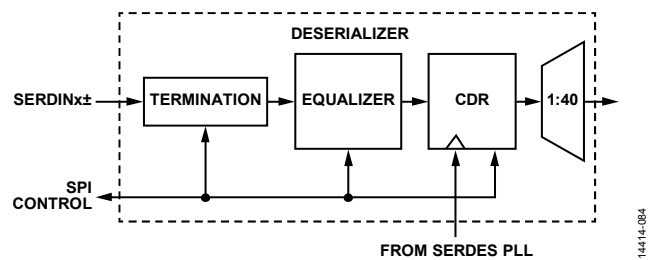 DESERIALIZER
SERDINx±
TERMINATION
EQUALIZER
CDR
1:40
SPI
CONTROL
FROM SERDES PLL
14414-084